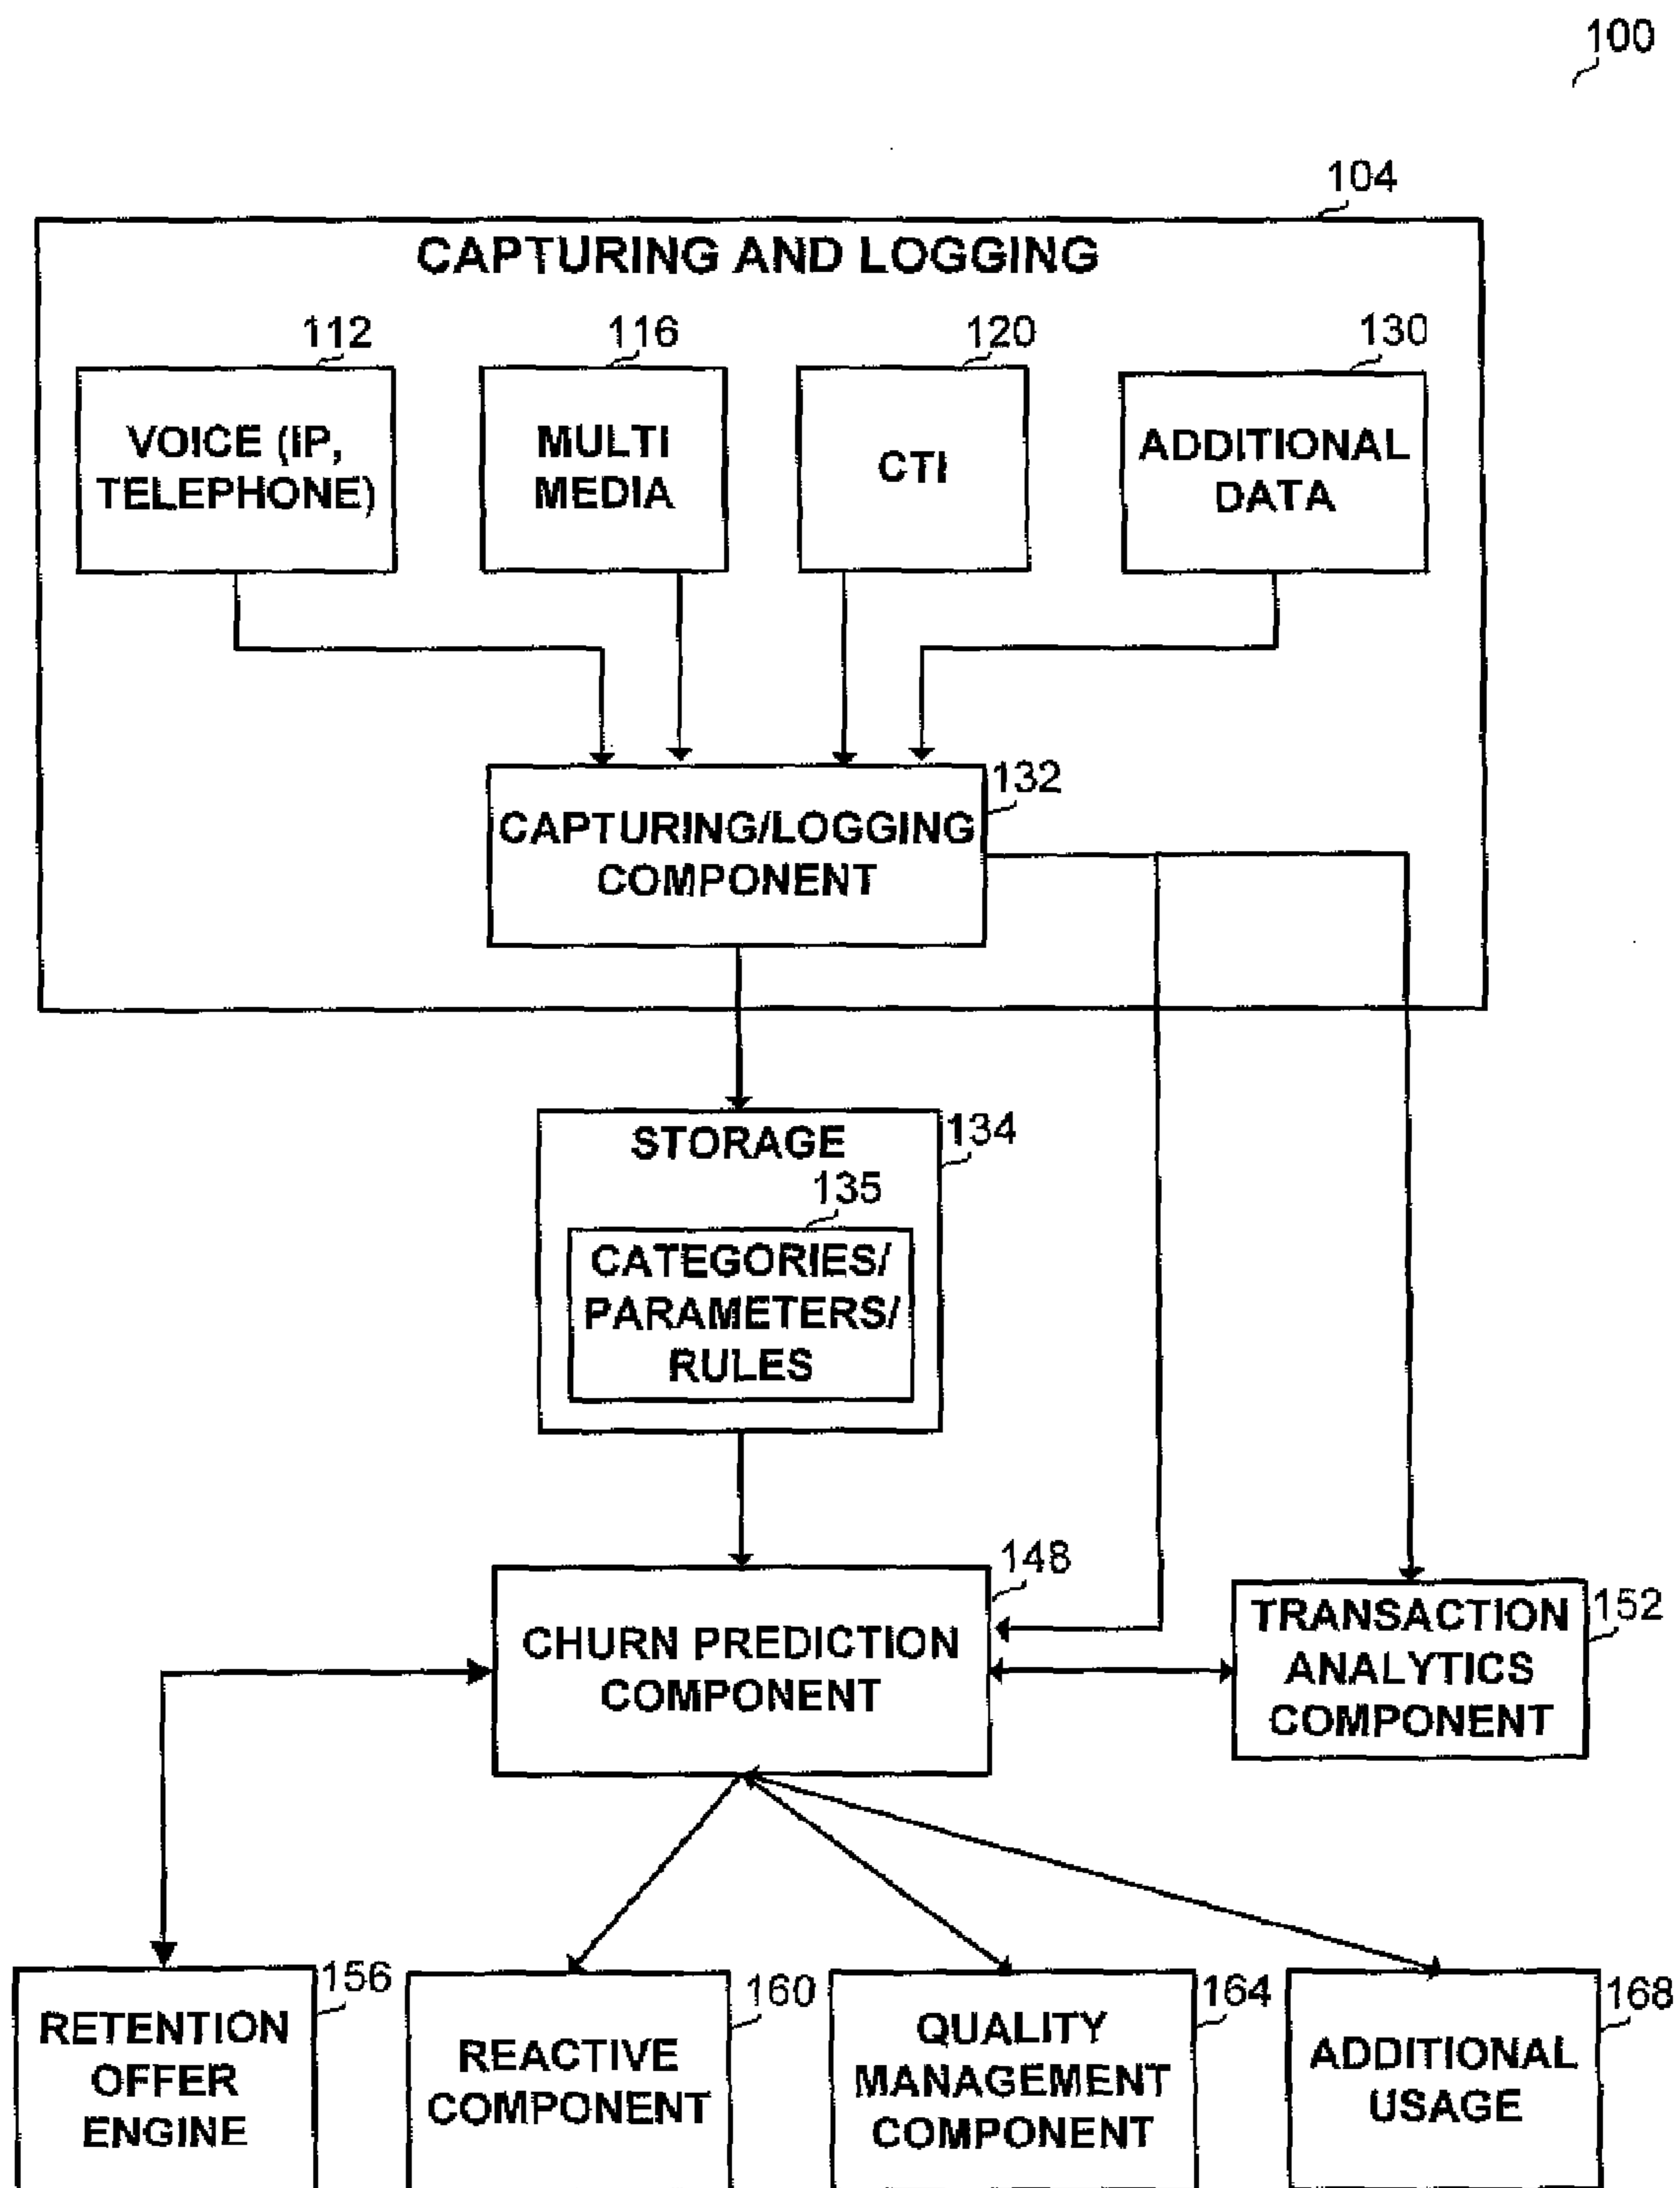 100
104
CAPTURING AND LOGGING
112
116
120
130
VOICE (IP,
TELEPHONE)
MULTI
MEDIA
CTI
ADDITIONAL
DATA
132
CAPTURING/LOGGING
COMPONENT
134
STORAGE
135
CATEGORIES/
PARAMETERS/
RULES
148
CHURN PREDICTION
COMPONENT
152
TRANSACTION
ANALYTICS
COMPONENT
156
RETENTION
OFFER
ENGINE
160
REACTIVE
COMPONENT
164
QUALITY
MANAGEMENT
COMPONENT
168
ADDITIONAL
USAGE